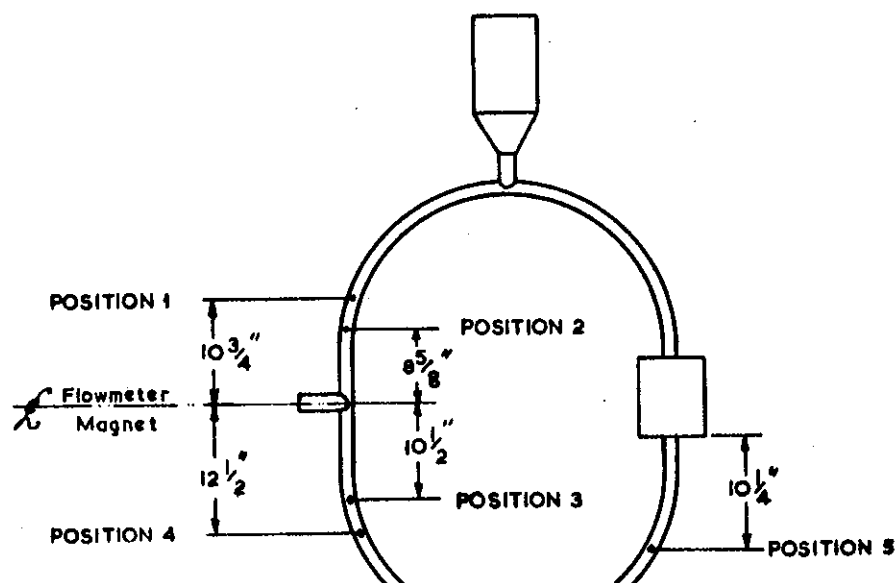 POSITION 1
POSITION 2
10 3/4"
8 5/8"
Flowmeter
Magnet
10 1/2"
12 1/2"
10 1/4"
POSITION 3
POSITION 4
POSITION 5